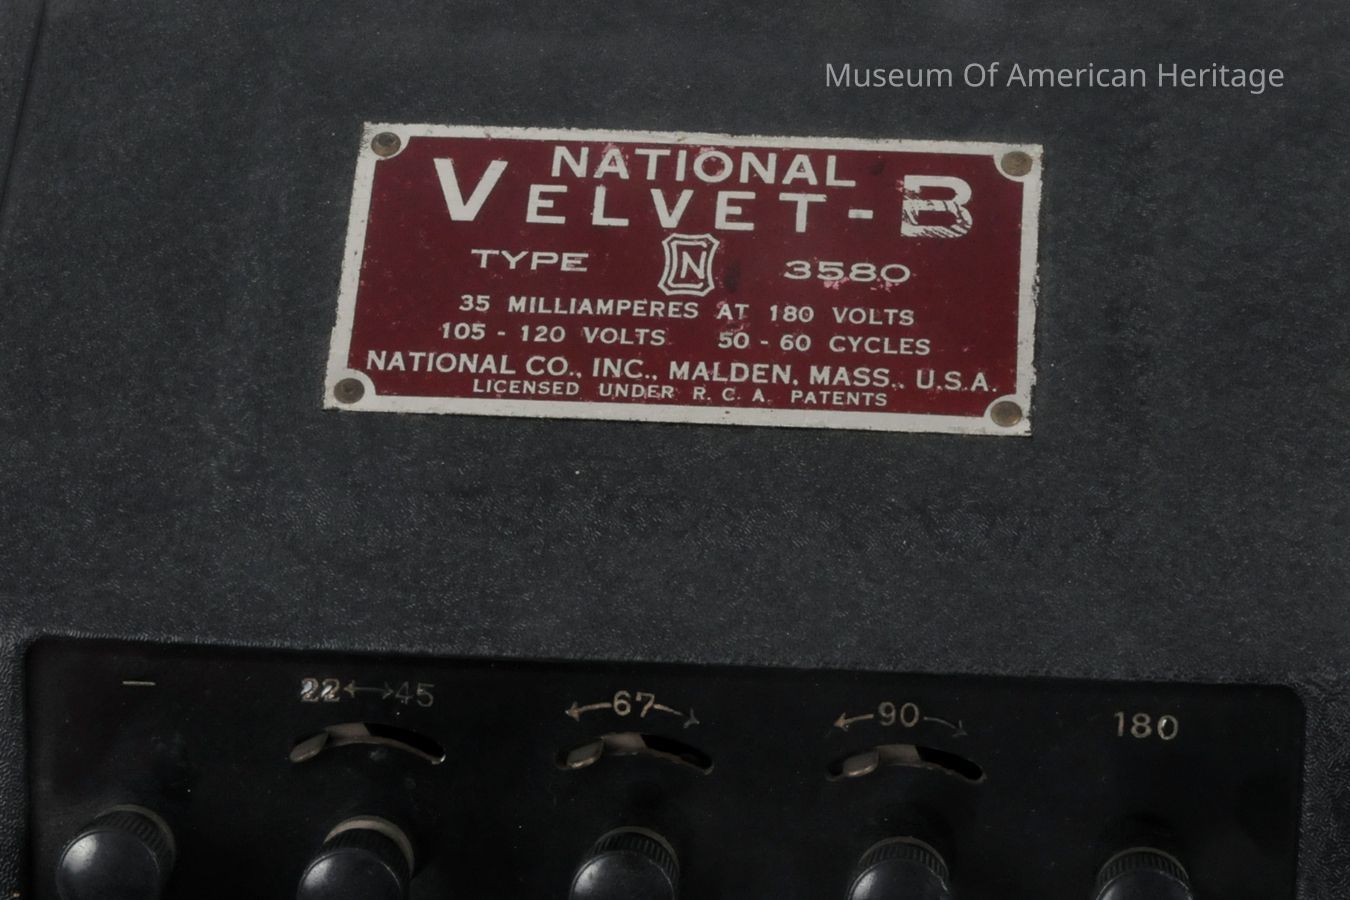 Museum Of American Heritage
NATIONAL
VELVET-B
TYPE N 3580
35 MILLIAMPERES AT 180 VOLTS
105 - 120 VOLTS 50 - 60 CYCLES
NATIONAL CO., INC., MALDEN, MASS., U.S.A.
LICENSED UNDER R. C. A. PATENTS
— 22←→45 ←67→ ←90→ 180